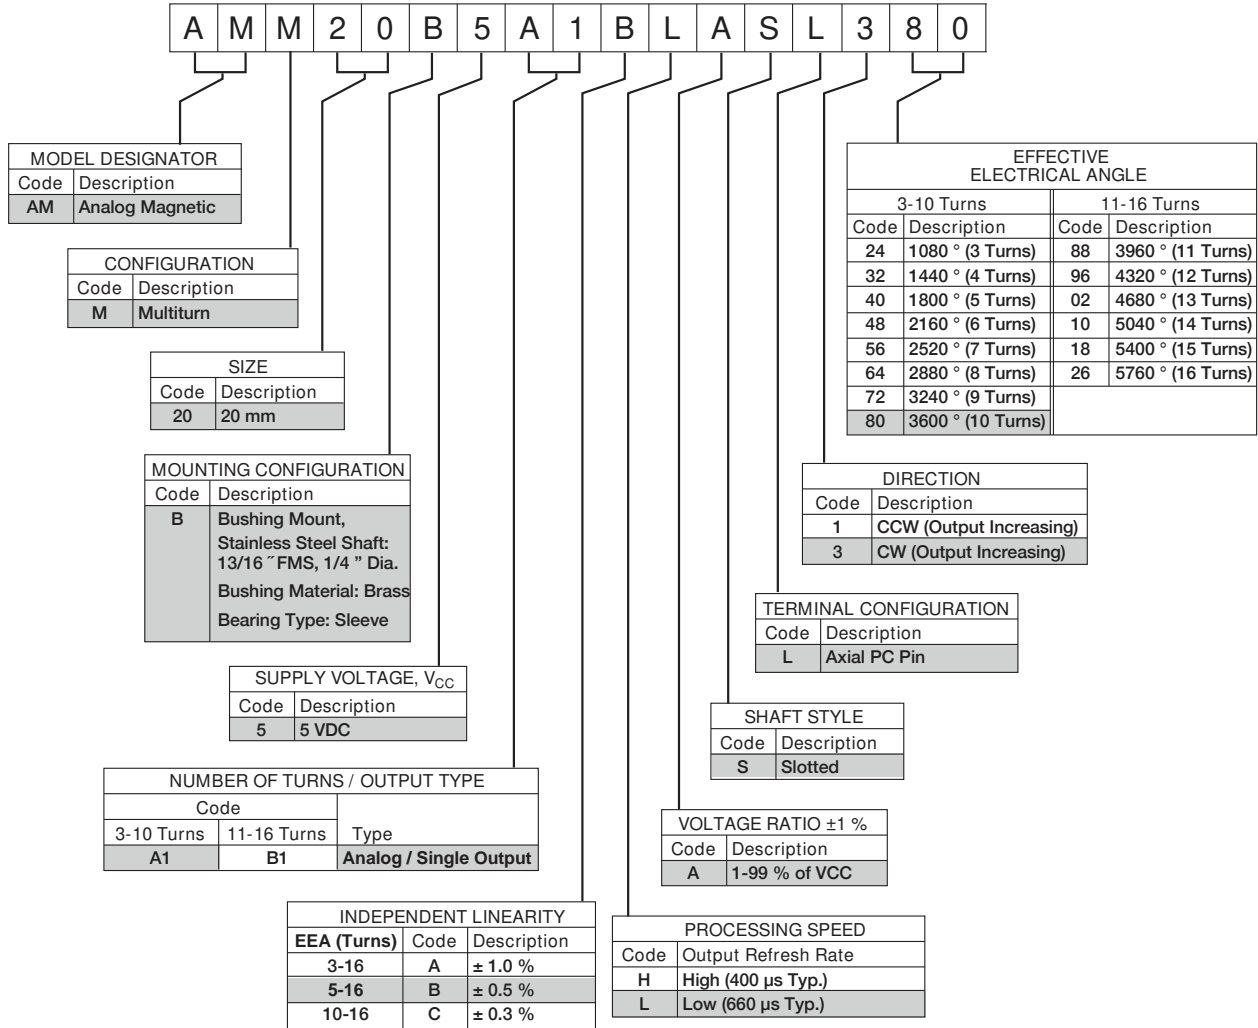 A M M 2 0 B 5 A 1 B L A S L 3 8 0
MODEL DESIGNATOR
Code Description
AM Analog Magnetic
CONFIGURATION
Code Description
M Multiturn
SIZE
Code Description
20 20 mm
MOUNTING CONFIGURATION
Code Description
B Bushing Mount,
Stainless Steel Shaft:
13/16 ˝ FMS, 1/4 ” Dia.
Bushing Material: Brass
Bearing Type: Sleeve
SUPPLY VOLTAGE, VCC
Code Description
5 5 VDC
NUMBER OF TURNS / OUTPUT TYPE
Code
3-10 Turns 11-16 Turns Type
A1 B1 Analog / Single Output
INDEPENDENT LINEARITY
EEA (Turns) Code Description
3-16 A ± 1.0 %
5-16 B ± 0.5 %
10-16 C ± 0.3 %
PROCESSING SPEED
Code Output Refresh Rate
H High (400 µs Typ.)
L Low (660 µs Typ.)
VOLTAGE RATIO ±1 %
Code Description
A 1-99 % of VCC
SHAFT STYLE
Code Description
S Slotted
TERMINAL CONFIGURATION
Code Description
L Axial PC Pin
DIRECTION
Code Description
1 CCW (Output Increasing)
3 CW (Output Increasing)
EFFECTIVE
ELECTRICAL ANGLE
3-10 Turns 11-16 Turns
Code Description Code Description
24 1080 ° (3 Turns) 88 3960 ° (11 Turns)
32 1440 ° (4 Turns) 96 4320 ° (12 Turns)
40 1800 ° (5 Turns) 02 4680 ° (13 Turns)
48 2160 ° (6 Turns) 10 5040 ° (14 Turns)
56 2520 ° (7 Turns) 18 5400 ° (15 Turns)
64 2880 ° (8 Turns) 26 5760 ° (16 Turns)
72 3240 ° (9 Turns)
80 3600 ° (10 Turns)